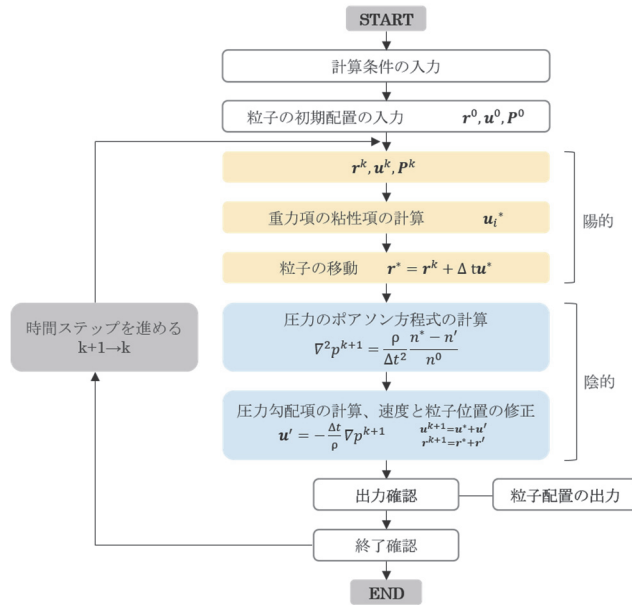 START
計算条件の入力
粒子の初期配置の入力 r⁰, u⁰, P⁰
rᵏ, uᵏ, Pᵏ
重力項の粘性項の計算 uᵢ*
粒子の移動 r* = rᵏ + Δtu*
陽的
圧力のポアソン方程式の計算
∇²pᵏ⁺¹ = ρ/Δt² (n* − n′)/n⁰
圧力勾配項の計算、速度と粒子位置の修正
u′ = −Δt/ρ ∇pᵏ⁺¹ uᵏ⁺¹=u*+u′
rᵏ⁺¹=r*+r′
陰的
時間ステップを進める
k+1→k
出力確認
粒子配置の出力
終了確認
END